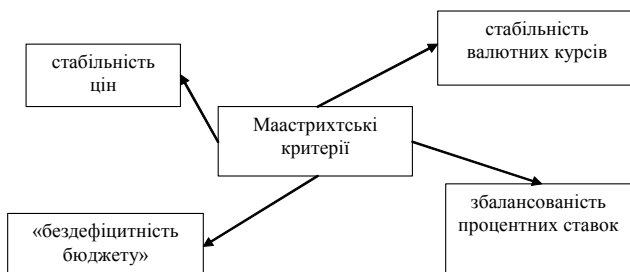 стабільність
валютних курсів
стабільність
цін
Маастрихтські
критерії
збалансованість
процентних ставок
«бездефіцитність
бюджету»